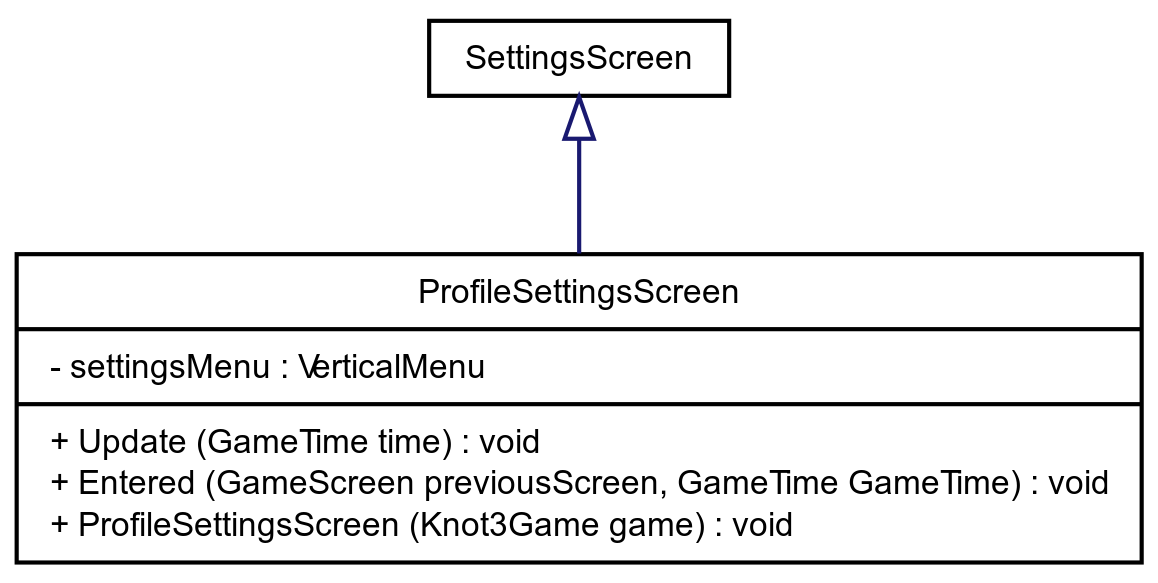 SettingsScreen
ProfileSettingsScreen
- settingsMenu : VerticalMenu
+ Update (GameTime time) : void
+ Entered (GameScreen previousScreen, GameTime GameTime) : void
+ ProfileSettingsScreen (Knot3Game game) : void